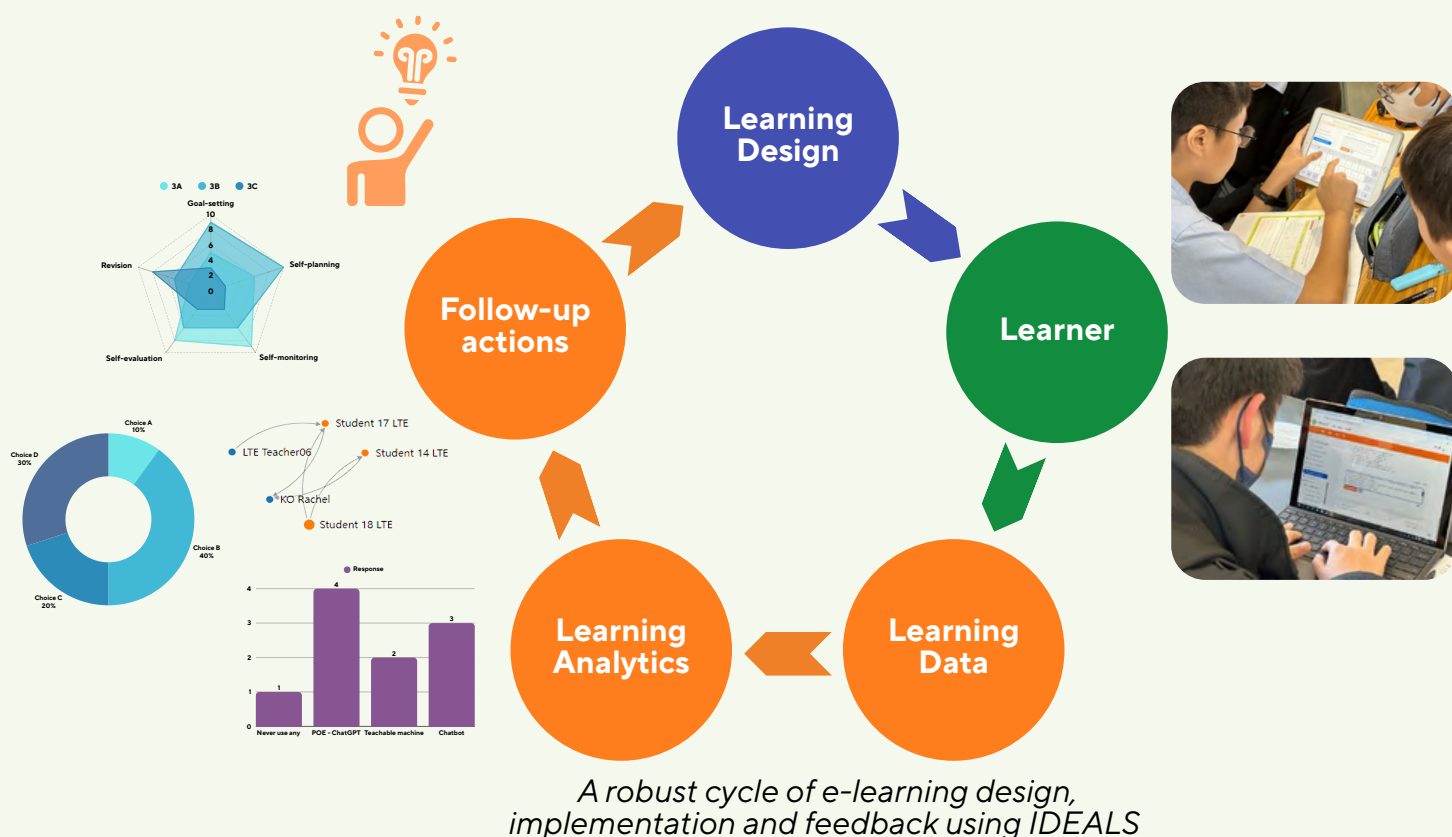 Learning
Design
Learner
Learning
Data
Learning
Analytics
Follow-up
actions
3A 3B 3C
Goal-setting
10
8
6
4
2
0
Revision
Self-planning
Self-evaluation
Self-monitoring
Choice A
10%
Choice D
30%
Choice B
40%
Choice C
20%
Student 17 LTE
LTE Teacher06
Student 14 LTE
KO Rachel
Student 18 LTE
Response
4
3
2
1
0
1
4
2
3
Never use any POE - ChatGPT Teachable machine Chatbot
A robust cycle of e-learning design,
implementation and feedback using IDEALS